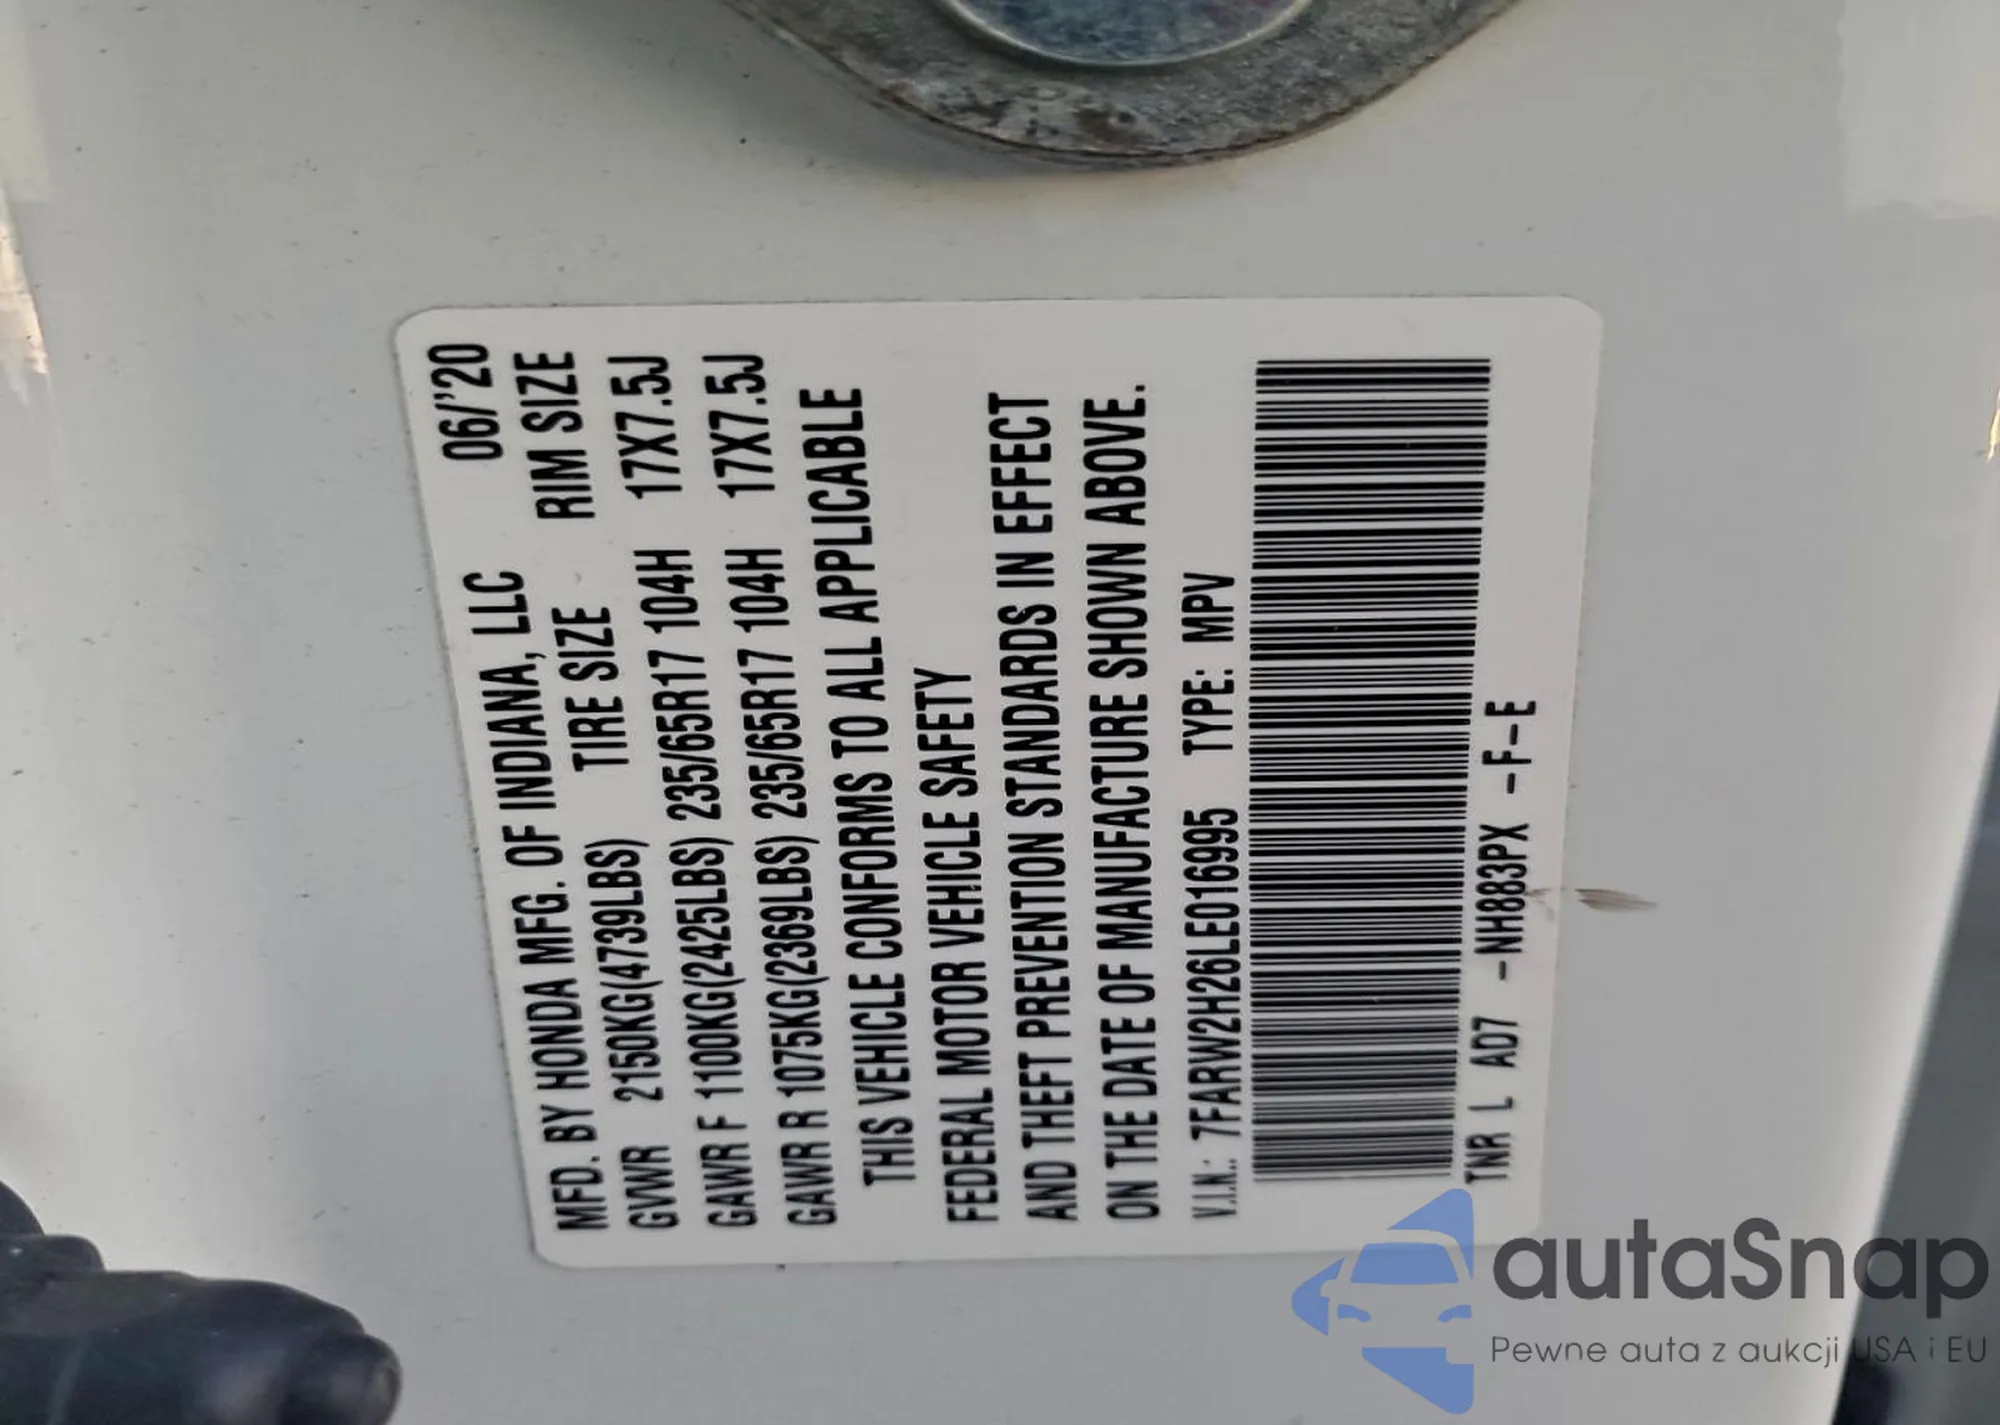 MFD. BY HONDA MFG. OF INDIANA, LLC 06/'20
GVWR 2150KG(4739LBS) TIRE SIZE RIM SIZE
GAWR F 1100KG(2425LBS) 235/65R17 104H 17X7.5J
GAWR R 1075KG(2369LBS) 235/65R17 104H 17X7.5J
THIS VEHICLE CONFORMS TO ALL APPLICABLE
FEDERAL MOTOR VEHICLE SAFETY
AND THEFT PREVENTION STANDARDS IN EFFECT
ON THE DATE OF MANUFACTURE SHOWN ABOVE.
V.I.N.: 7FARW2H26LE016995 TYPE: MPV
TNR L AD7 -NH883PX -F-E
autaSnap
Pewne auta z aukcji USA i EU